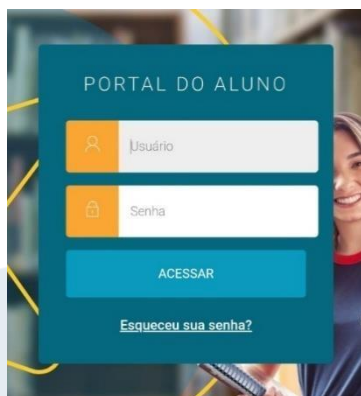 PORTAL DO ALUNO
Usuário
Senha
ACESSAR
Esqueceu sua senha?